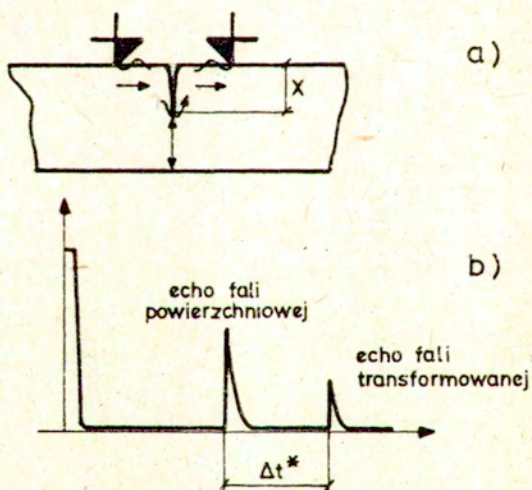 a)
X
b)
echo fali
powierzchniowej
echo fali
transformowanej
Δt*